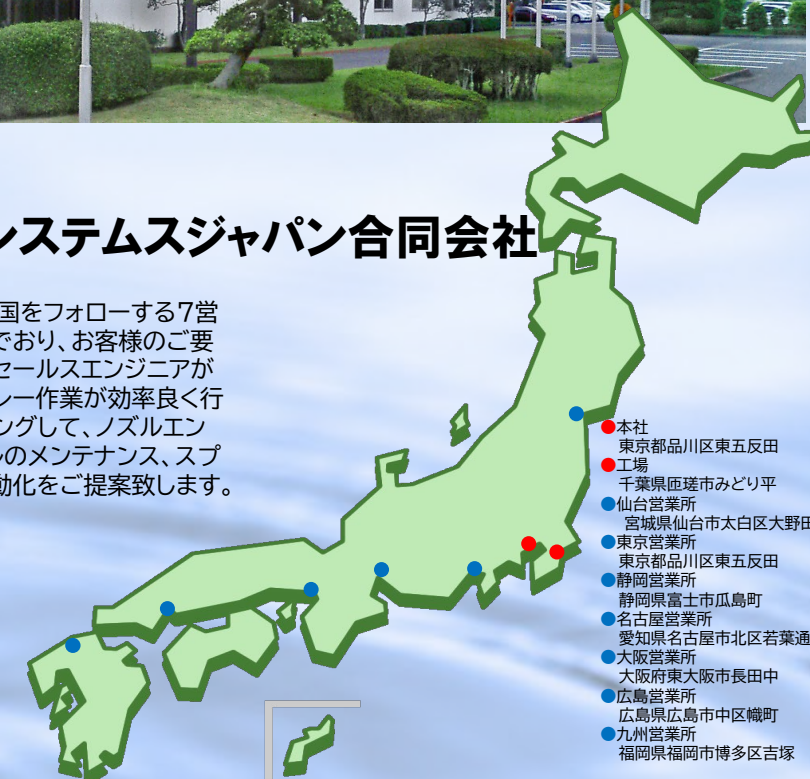 システムスジャパン合同会社
国をフォローする7営
でおり、お客様のご要
セールスエンジニアが
レー作業が効率良く行
ングして、ノズルエン
ルのメンテナンス、スプ
動化をご提案致します。
本社
東京都品川区東五反田
工場
千葉県匝瑳市みどり平
仙台営業所
宮城県仙台市太白区大野田
東京営業所
東京都品川区東五反田
静岡営業所
静岡県富士市瓜島町
名古屋営業所
愛知県名古屋市北区若葉通
大阪営業所
大阪府東大阪市長田中
広島営業所
広島県広島市中区幟町
九州営業所
福岡県福岡市博多区吉塚